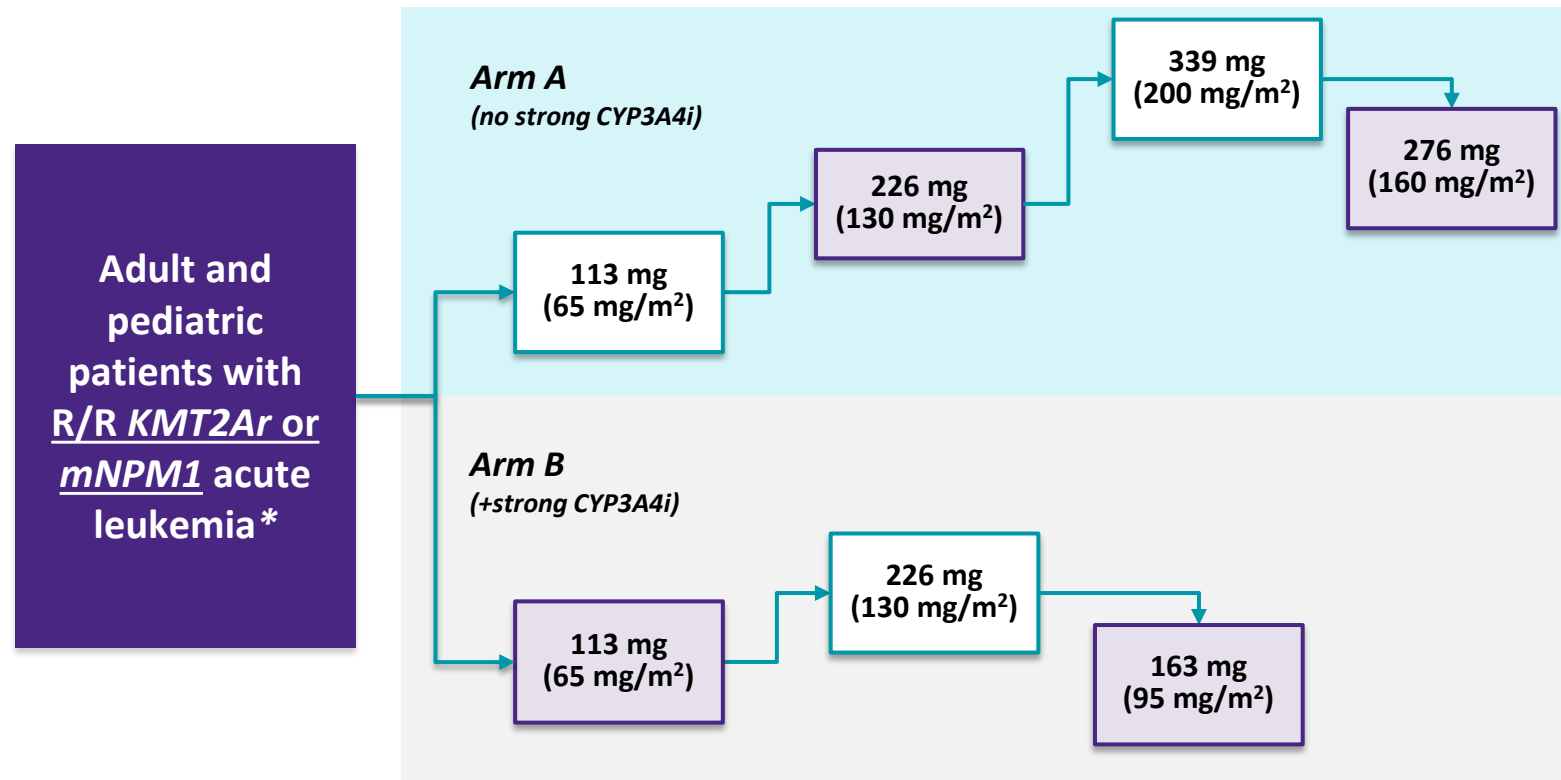 Adult and
pediatric
patients with
R/R KMT2Ar or
mNPM1 acute
leukemia*
Arm A
(no strong CYP3A4i)
113 mg
(65 mg/m²)
226 mg
(130 mg/m²)
339 mg
(200 mg/m²)
276 mg
(160 mg/m²)
Arm B
(+strong CYP3A4i)
113 mg
(65 mg/m²)
226 mg
(130 mg/m²)
163 mg
(95 mg/m²)